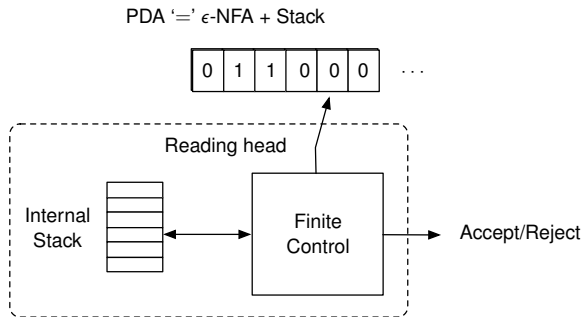 PDA ‘=’ ϵ-NFA + Stack
0 1 1 0 0 0 ...
Reading head
Internal
Stack
Finite
Control
Accept/Reject